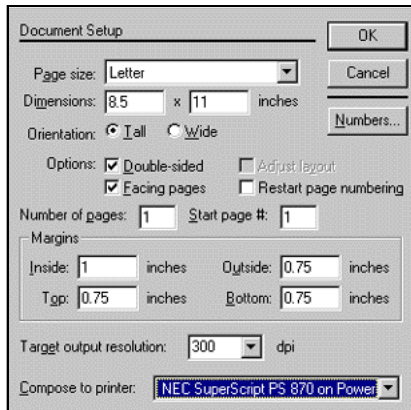 Document Setup
OK
Page size: Letter
Cancel
Dimensions: 8.5 x 11 inches
Numbers...
Orientation: Tall Wide
Options: Double-sided Adjust layout
Facing pages Restart page numbering
Number of pages: 1 Start page #: 1
Margins
Inside: 1 inches Outside: 0.75 inches
Top: 0.75 inches Bottom: 0.75 inches
Target output resolution: 300 dpi
Compose to printer: NEC SuperScript PS 870 on Power